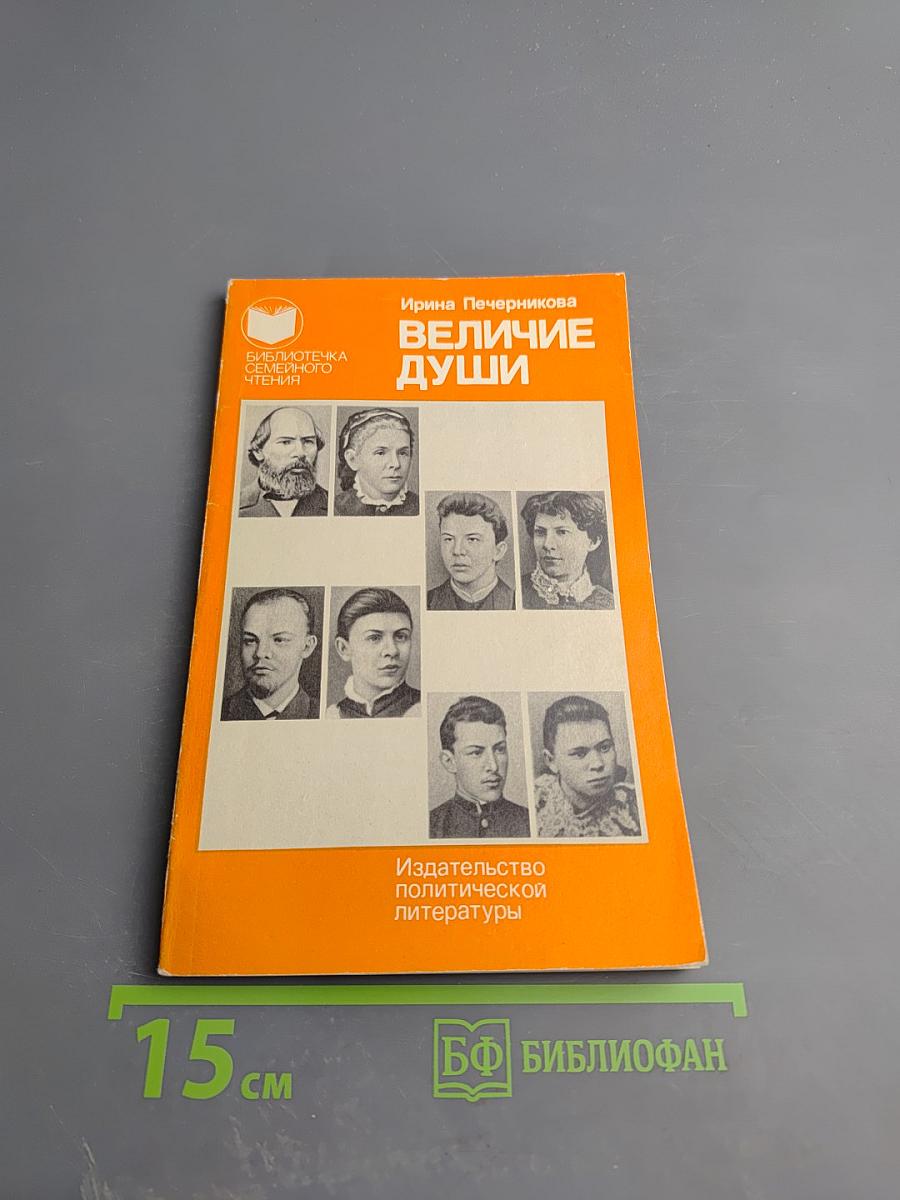 Ирина Печерникова
ВЕЛИЧИЕ
ДУШИ
БИБЛИОТЕЧКА
СЕМЕЙНОГО
ЧТЕНИЯ
Издательство
политической
литературы
15 см
БФ БИБЛИОФАН